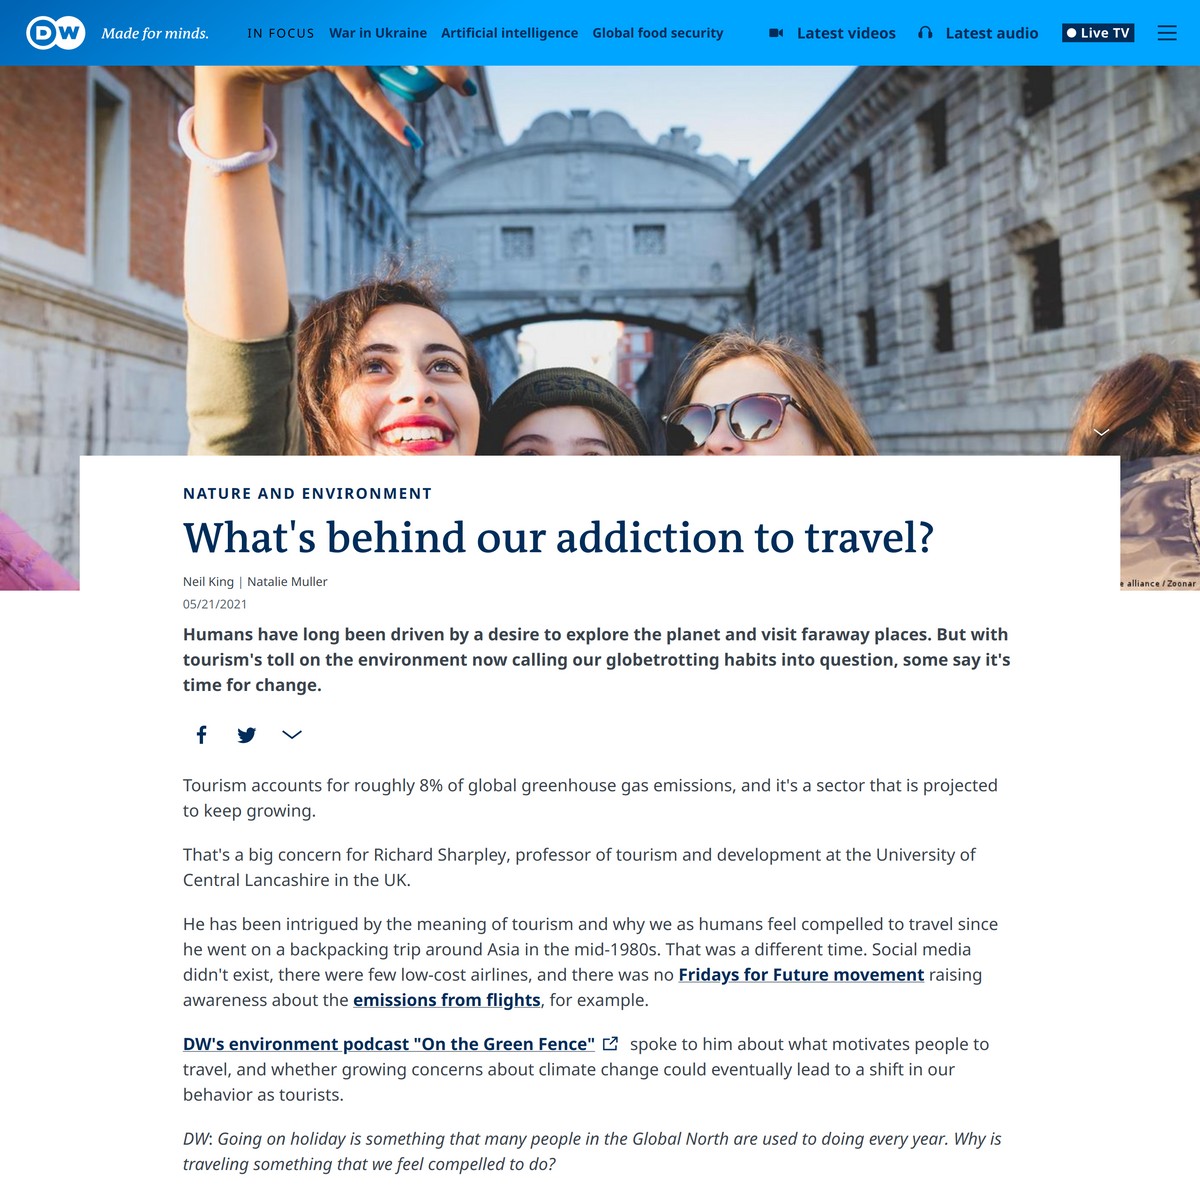 DW Made for minds. IN FOCUS War in Ukraine Artificial intelligence Global food security Latest videos Latest audio Live TV
NATURE AND ENVIRONMENT
What's behind our addiction to travel?
Neil King | Natalie Muller
e alliance / Zoonar
05/21/2021
Humans have long been driven by a desire to explore the planet and visit faraway places. But with
tourism's toll on the environment now calling our globetrotting habits into question, some say it's
time for change.
Tourism accounts for roughly 8% of global greenhouse gas emissions, and it's a sector that is projected
to keep growing.
That's a big concern for Richard Sharpley, professor of tourism and development at the University of
Central Lancashire in the UK.
He has been intrigued by the meaning of tourism and why we as humans feel compelled to travel since
he went on a backpacking trip around Asia in the mid-1980s. That was a different time. Social media
didn't exist, there were few low-cost airlines, and there was no Fridays for Future movement raising
awareness about the emissions from flights, for example.
DW's environment podcast "On the Green Fence" spoke to him about what motivates people to
travel, and whether growing concerns about climate change could eventually lead to a shift in our
behavior as tourists.
DW: Going on holiday is something that many people in the Global North are used to doing every year. Why is
traveling something that we feel compelled to do?